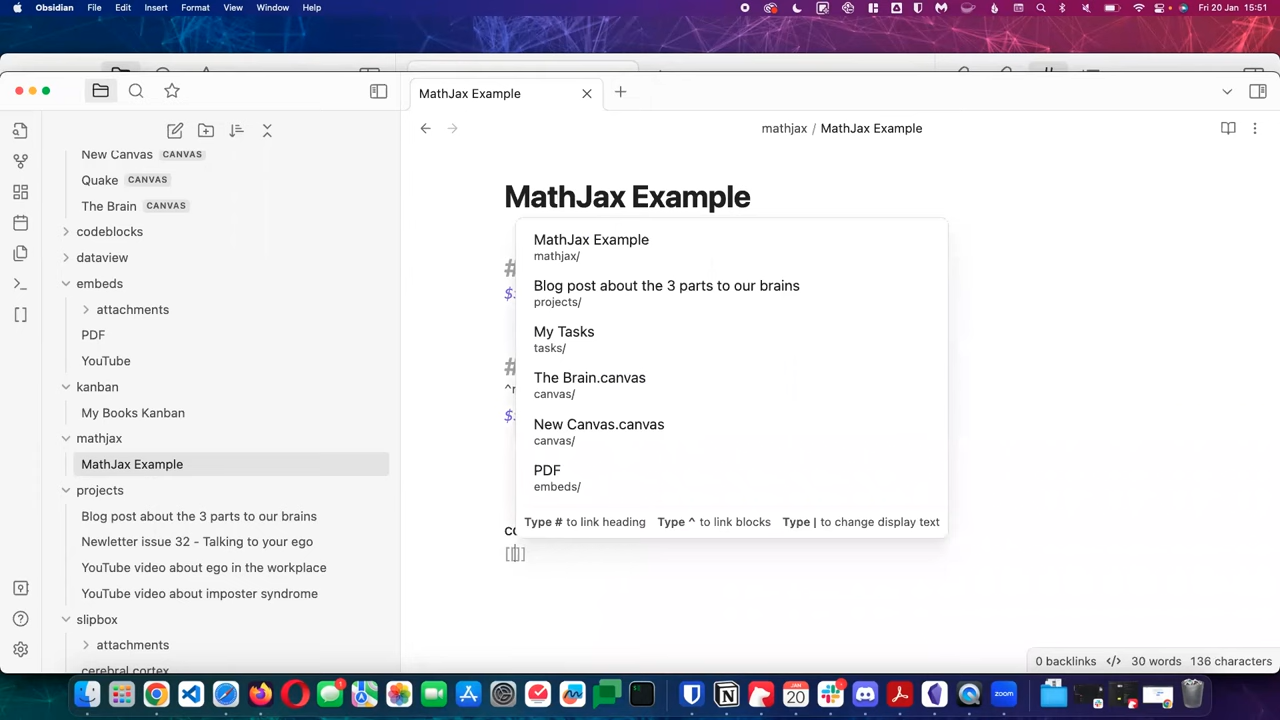 Obsidian File Edit Insert Format View Window Help Fri 20 Jan 15:51
MathJax Example
mathjax / MathJax Example
New Canvas CANVAS
Quake CANVAS
The Brain CANVAS
codeblocks
dataview
embeds
attachments
PDF
YouTube
kanban
My Books Kanban
mathjax
MathJax Example
projects
Blog post about the 3 parts to our brains
Newletter issue 32 - Talking to your ego
YouTube video about ego in the workplace
YouTube video about imposter syndrome
slipbox
attachments
cerebral cortex
MathJax Example
#
$
#
^
$
MathJax Example
mathjax/
Blog post about the 3 parts to our brains
projects/
My Tasks
tasks/
The Brain.canvas
canvas/
New Canvas.canvas
canvas/
PDF
embeds/
Type # to link heading Type ^ to link blocks Type | to change display text
[[]]
0 backlinks </> 30 words 136 characters
JAN
20
zoom